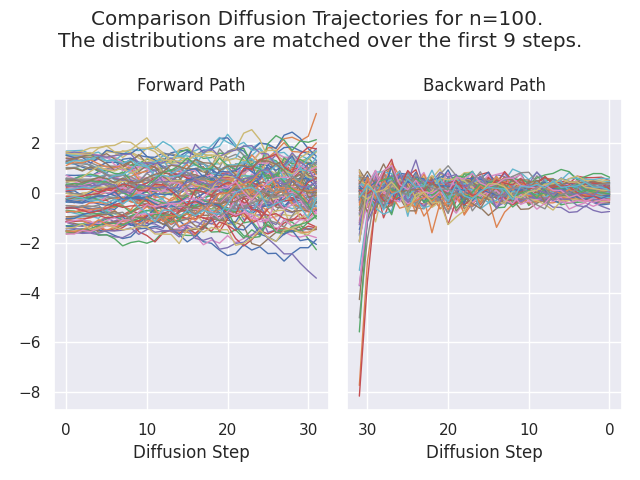 Comparison Diffusion Trajectories for n=100.
The distributions are matched over the first 9 steps.
Forward Path
Backward Path
2
0
−2
−4
−6
−8
0
10
20
30
30
20
10
0
Diffusion Step
Diffusion Step